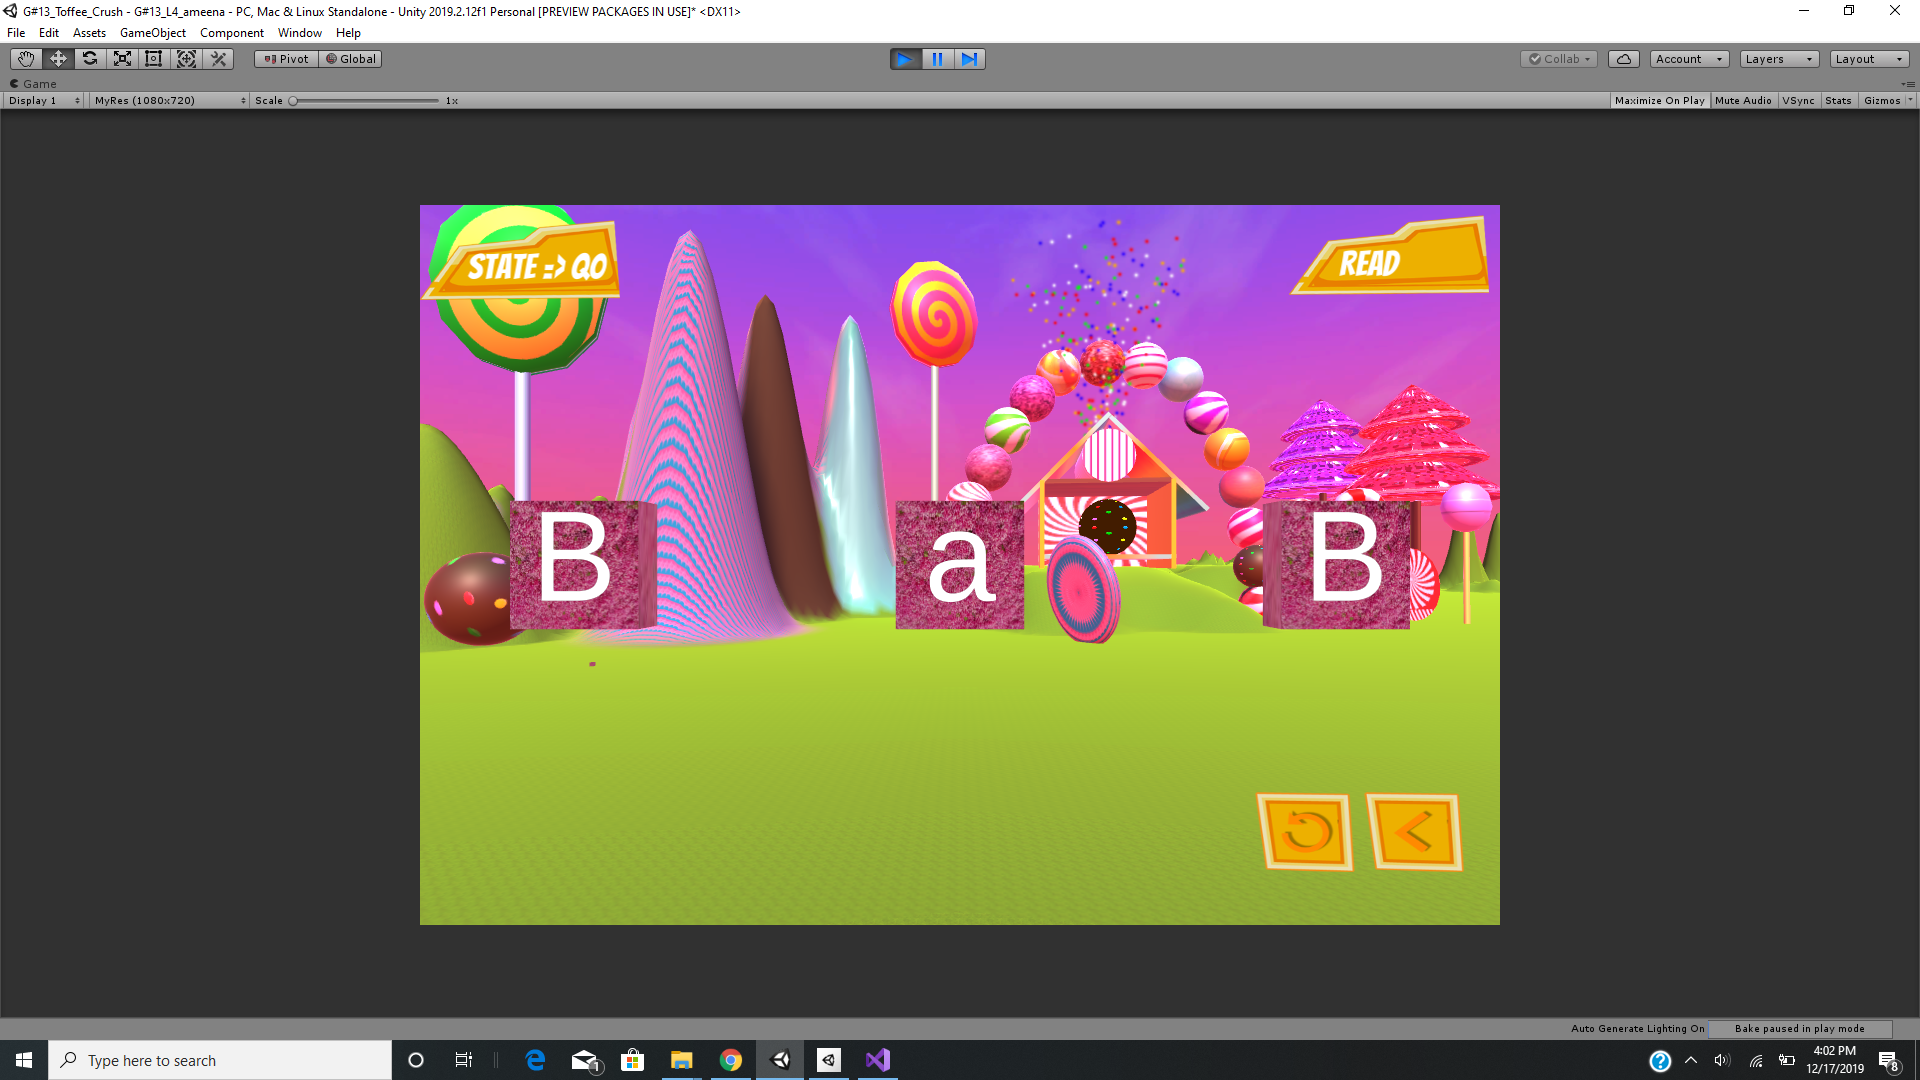 G#13_Toffee_Crush - G#13_L4_ameena - PC, Mac & Linux Standalone - Unity 2019.2.12f1 Personal [PREVIEW PACKAGES IN USE]* <DX11>
File Edit Assets GameObject Component Window Help
Pivot Global Collab Account Layers Layout
Game
Display 1 MyRes (1080x720) Scale 1x Maximize On Play Mute Audio VSync Stats Gizmos
STATE => Q0 READ
B a B
Auto Generate Lighting On Bake paused in play mode
Type here to search
1
4:02 PM
12/17/2019
8